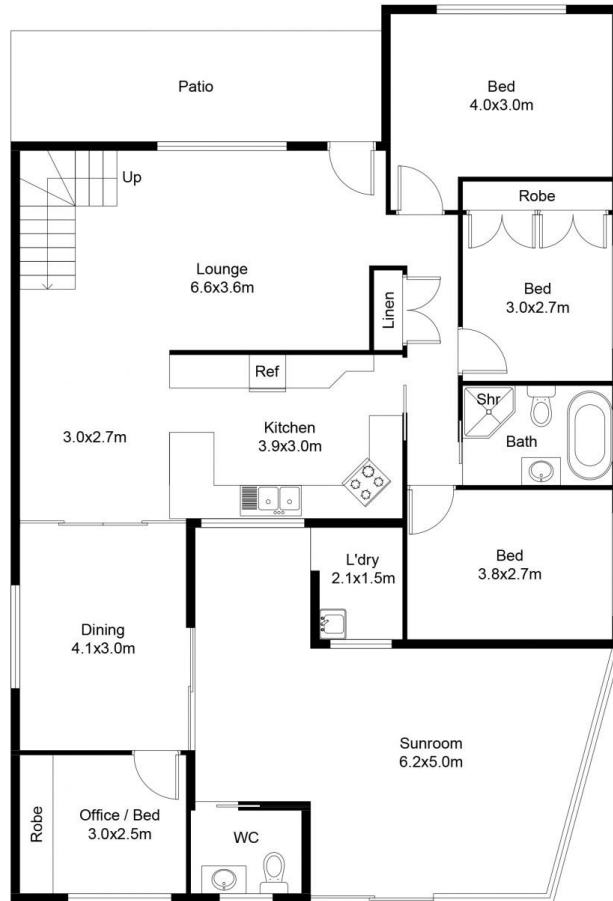 Patio
Bed
4.0x3.0m
Up
Robe
Lounge
6.6x3.6m
Linen
Bed
3.0x2.7m
Ref
Shr
Kitchen
3.9x3.0m
3.0x2.7m
Bath
L'dry
2.1x1.5m
Bed
3.8x2.7m
Dining
4.1x3.0m
Sunroom
6.2x5.0m
Robe
Office / Bed
3.0x2.5m
WC